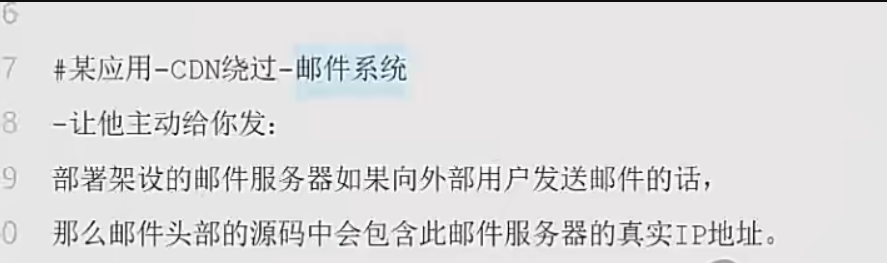 6
7 #某应用-CDN绕过-邮件系统
8 -让他主动给你发：
9 部署架设的邮件服务器如果向外部用户发送邮件的话，
0 那么邮件头部的源码中会包含此邮件服务器的真实IP地址。